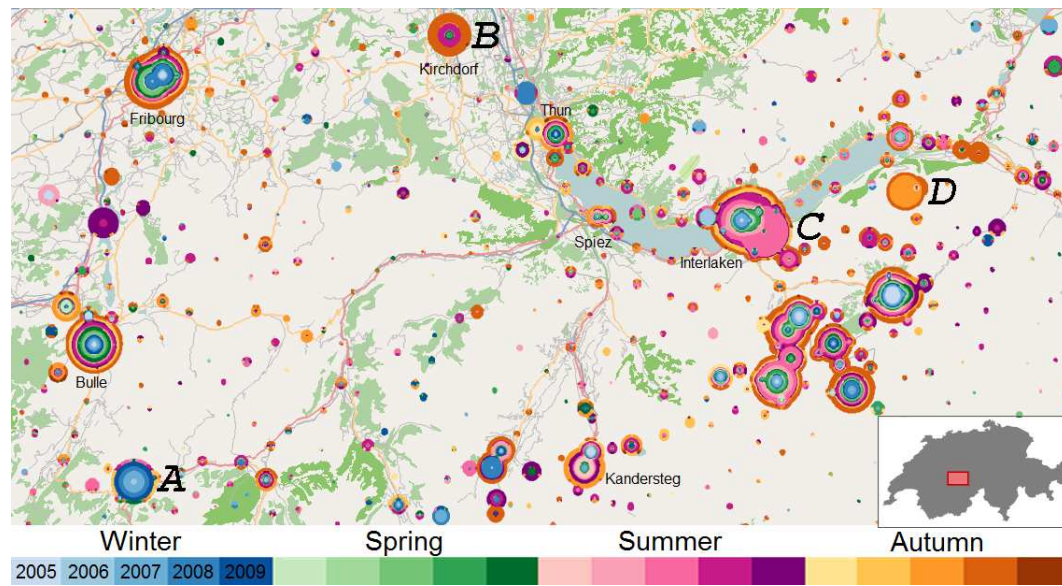 B
Kirchdorf
Fribourg
Thun
D
C
Spiez
Interlaken
Bulle
A
Kandersteg
Winter Spring Summer Autumn
2005 2006 2007 2008 2009